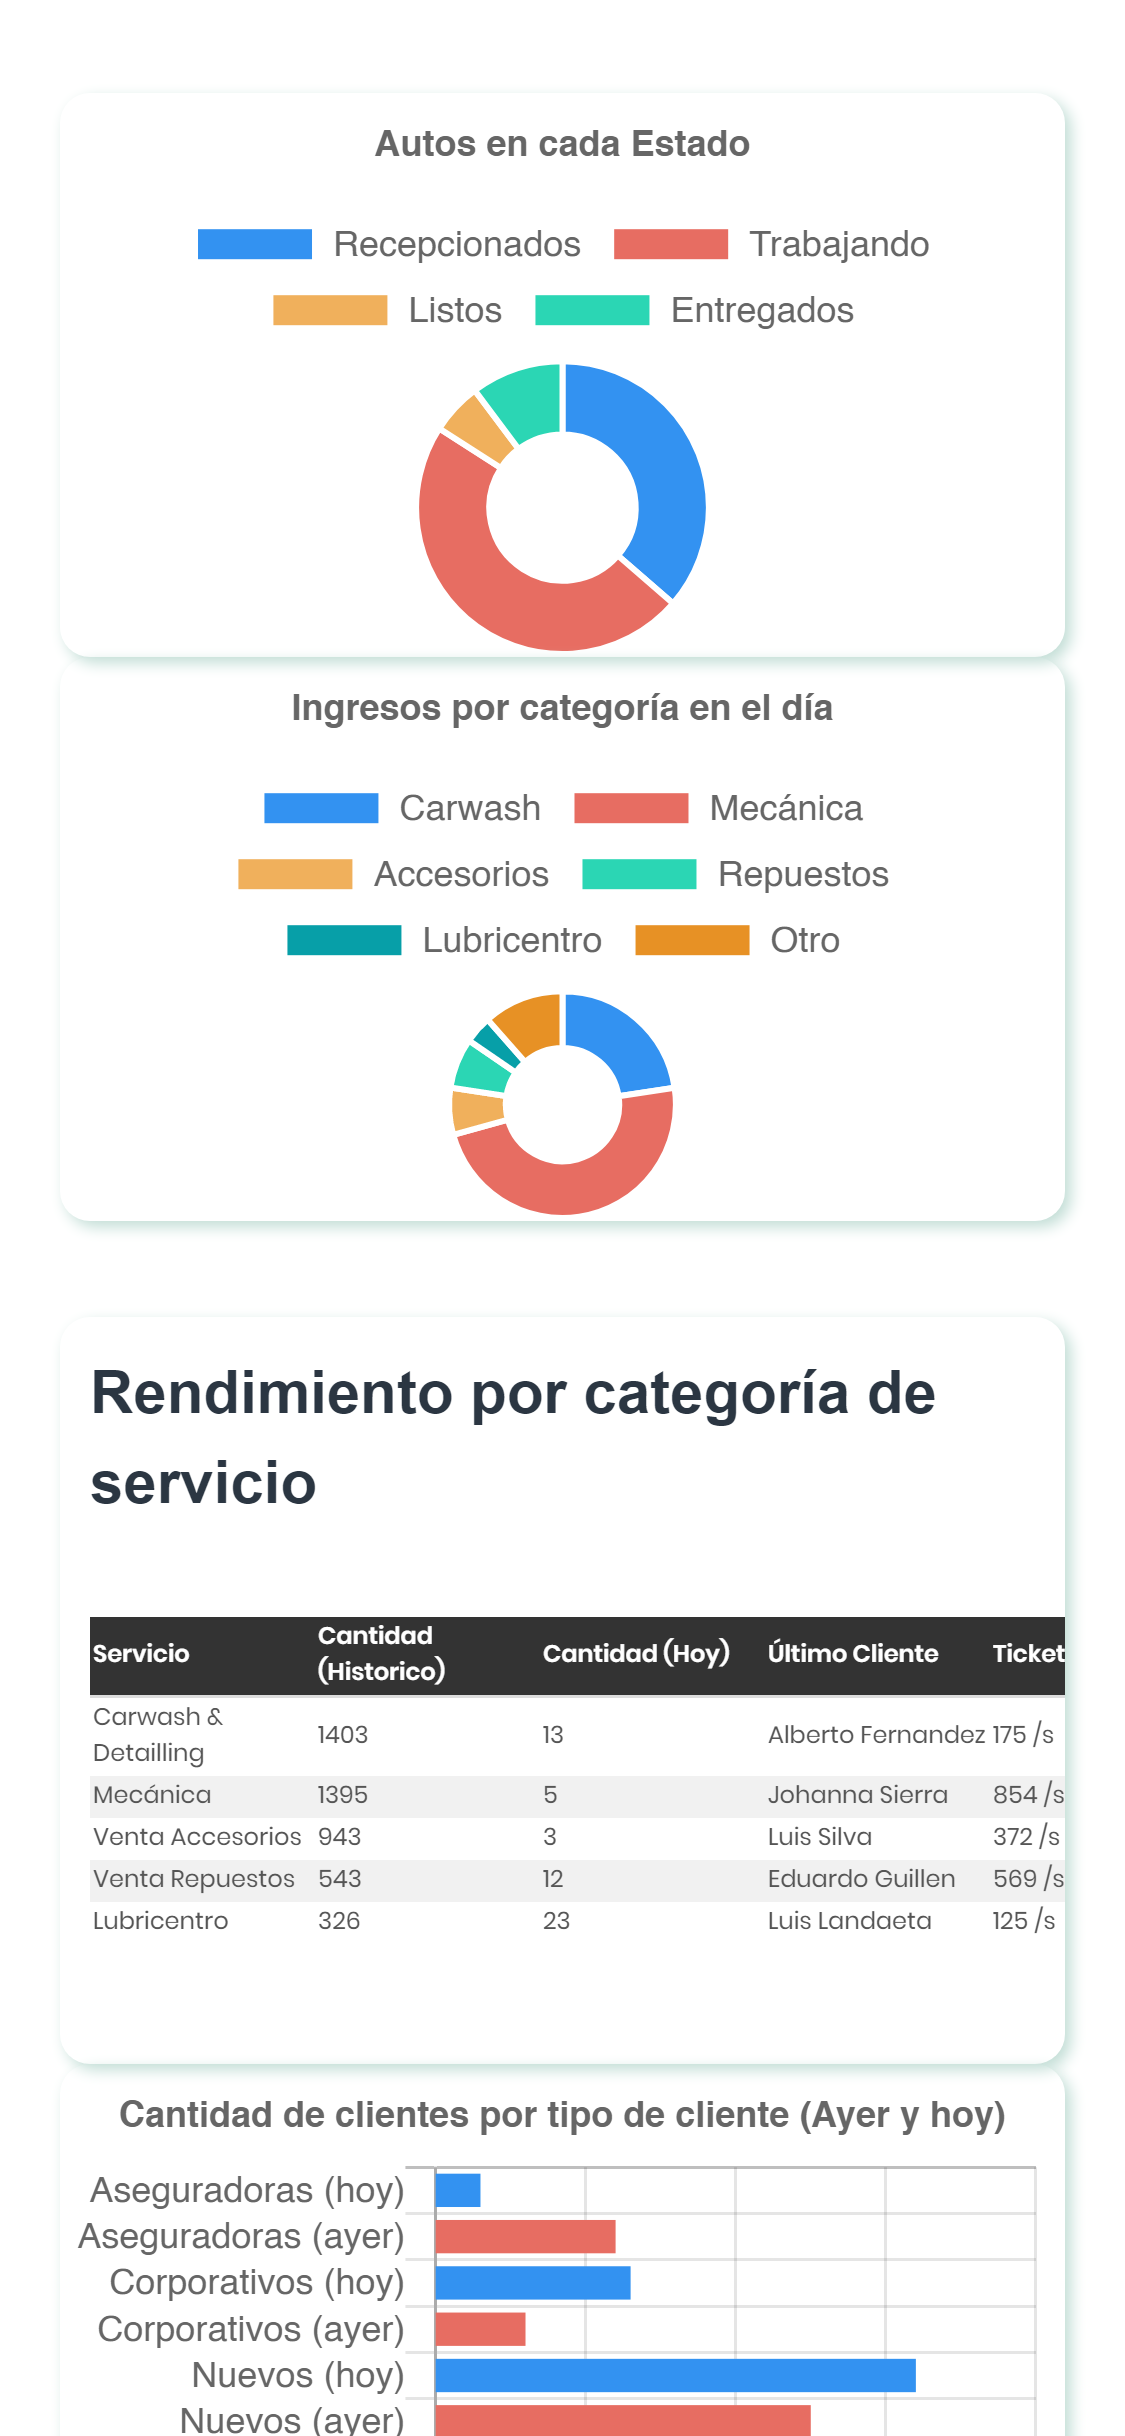 Autos en cada Estado
Recepcionados Trabajando
Listos Entregados
Ingresos por categoría en el día
Carwash Mecánica
Accesorios Repuestos
Lubricentro Otro
Rendimiento por categoría de
servicio
Servicio Cantidad (Historico) Cantidad (Hoy) Último Cliente Ticket
Carwash & Detailling 1403 13 Alberto Fernandez 175 /s
Mecánica 1395 5 Johanna Sierra 854 /s
Venta Accesorios 943 3 Luis Silva 372 /s
Venta Repuestos 543 12 Eduardo Guillen 569 /s
Lubricentro 326 23 Luis Landaeta 125 /s
Cantidad de clientes por tipo de cliente (Ayer y hoy)
Aseguradoras (hoy)
Aseguradoras (ayer)
Corporativos (hoy)
Corporativos (ayer)
Nuevos (hoy)
Nuevos (ayer)